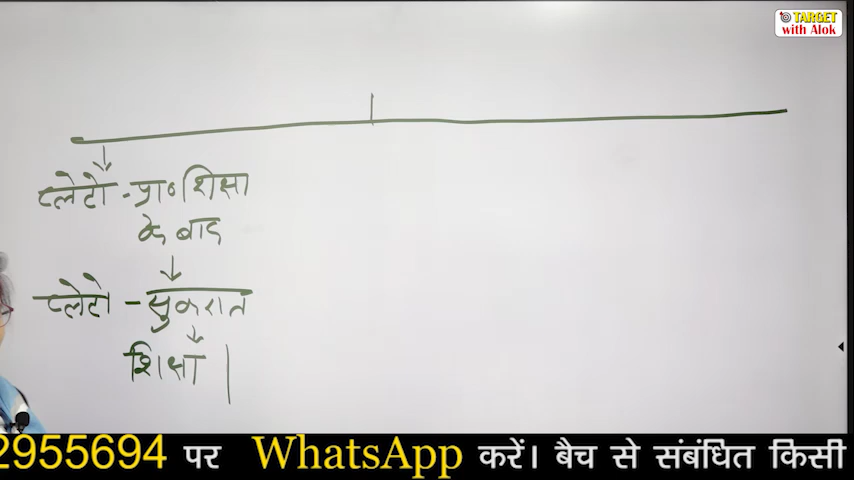 TARGET
with Alok
प्लेटो - प्रा० शिक्षा
के बाद
प्लेटो - सुकरात
शिक्षा |
2955694 पर WhatsApp करें। बैच से संबंधित किसी